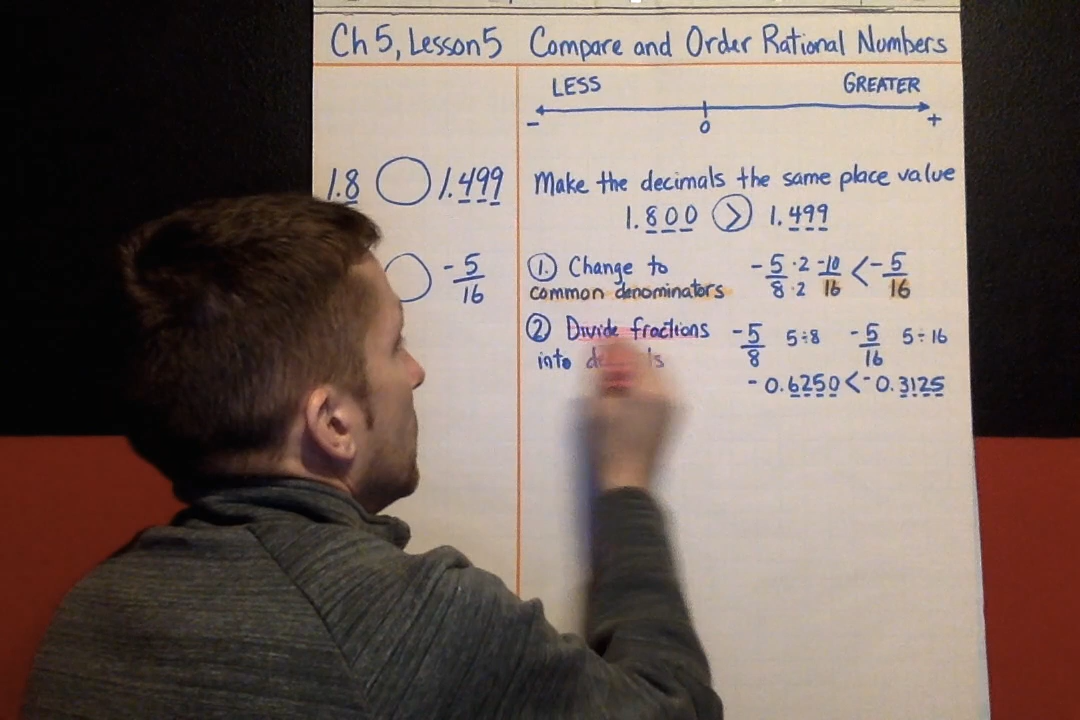 Ch 5, Lesson 5 Compare and Order Rational Numbers
LESS GREATER
- 0 +
1.8 ◯ 1.499 Make the decimals the same place value
1.800 > 1.499
◯ -5/16
1. Change to -5/8 ·2/·2 -10/16 < -5/16
common denominators
2 Divide fractions -5/8 5÷8 -5/16 5÷16
into
-0.6250 < -0.3125